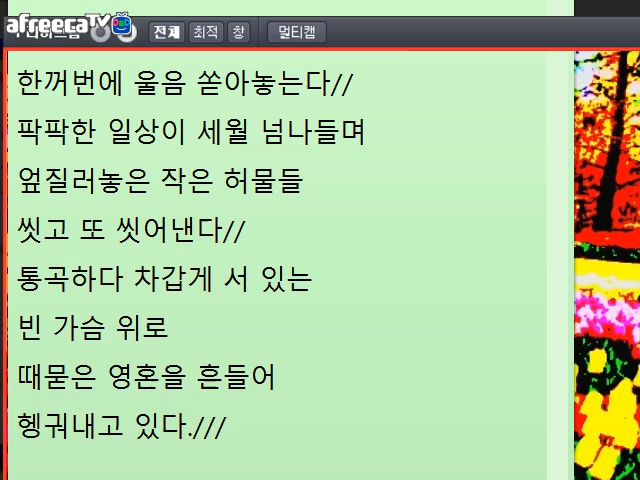 afreecaTV
전체 최적 창 멀티캠
한꺼번에 울음 쏟아놓는다//
팍팍한 일상이 세월 넘나들며
엎질러놓은 작은 허물들
씻고 또 씻어낸다//
통곡하다 차갑게 서 있는
빈 가슴 위로
때묻은 영혼을 흔들어
헹궈내고 있다.///